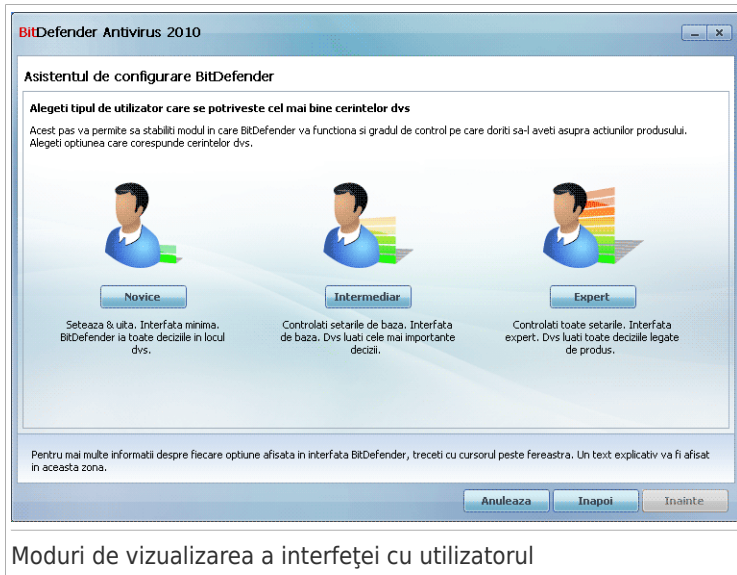 BitDefender Antivirus 2010
Asistentul de configurare BitDefender
Alegeti tipul de utilizator care se potriveste cel mai bine cerintelor dvs
Acest pas va permite sa stabiliti modul in care BitDefender va functiona si gradul de control pe care doriti sa-l aveti asupra actiunilor produsului.
Alegeti optiunea care corespunde cerintelor dvs.
Novice
Seteaza & uita. Interfata minima.
BitDefender ia toate deciziile in locul
dvs.
Intermediar
Controlati setarile de baza. Interfata
de baza. Dvs luati cele mai importante
decizii.
Expert
Controlati toate setarile. Interfata
expert. Dvs luati toate deciziile legate
de produs.
Pentru mai multe informatii despre fiecare optiune afisata in interfata BitDefender, treceti cu cursorul peste fereastra. Un text explicativ va fi afisat
in aceasta zona.
Anuleaza
Inapoi
Inainte
Moduri de vizualizarea a interfeţei cu utilizatorul